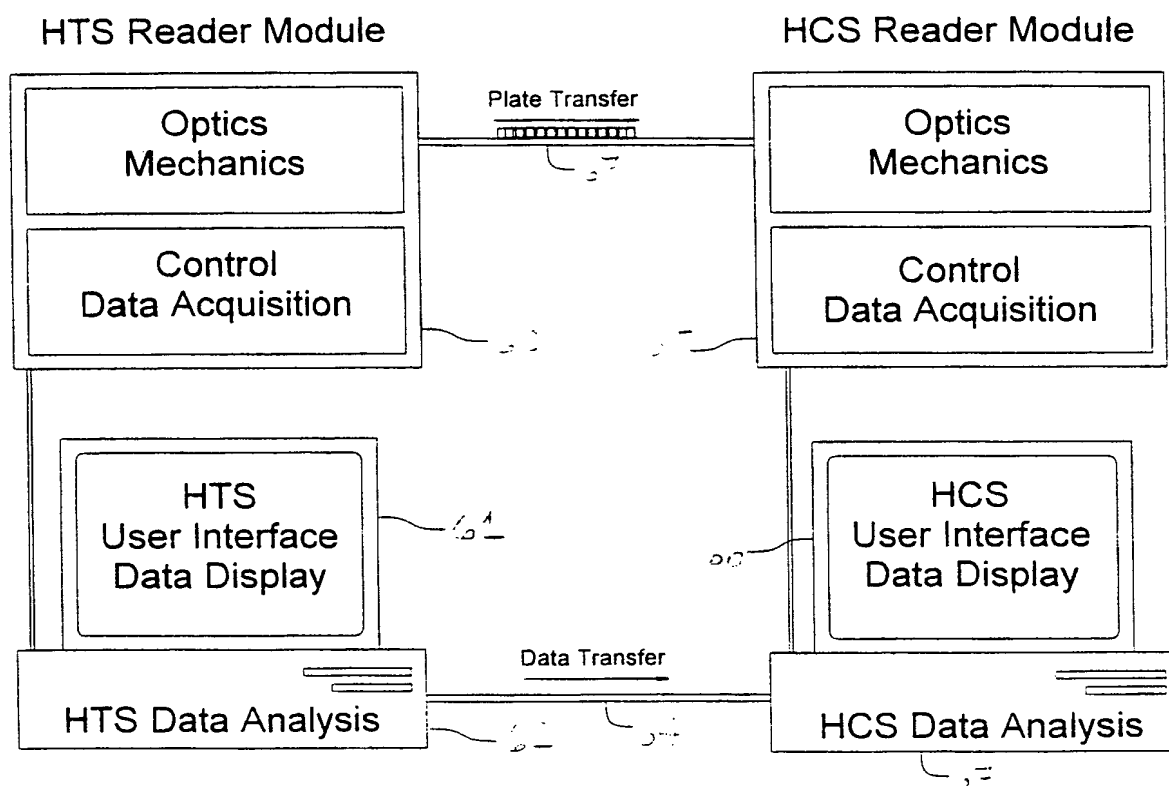 HTS Reader Module
HCS Reader Module
Optics
Mechanics
Plate Transfer
Optics
Mechanics
Control
Data Acquisition
Control
Data Acquisition
HTS
User Interface
Data Display
HCS
User Interface
Data Display
Data Transfer
HTS Data Analysis
HCS Data Analysis